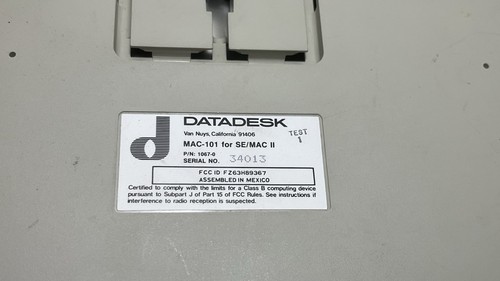 DATADESK
Van Nuys, California 91406
TEST
1
MAC-101 for SE/MAC II
P/N: 1067-0
SERIAL NO. 34013
FCC ID FZ63H89367
ASSEMBLED IN MEXICO
Certified to comply with the limits for a Class B computing device
pursuant to Subpart J of Part 15 of FCC Rules. See instructions if
interference to radio reception is suspected.